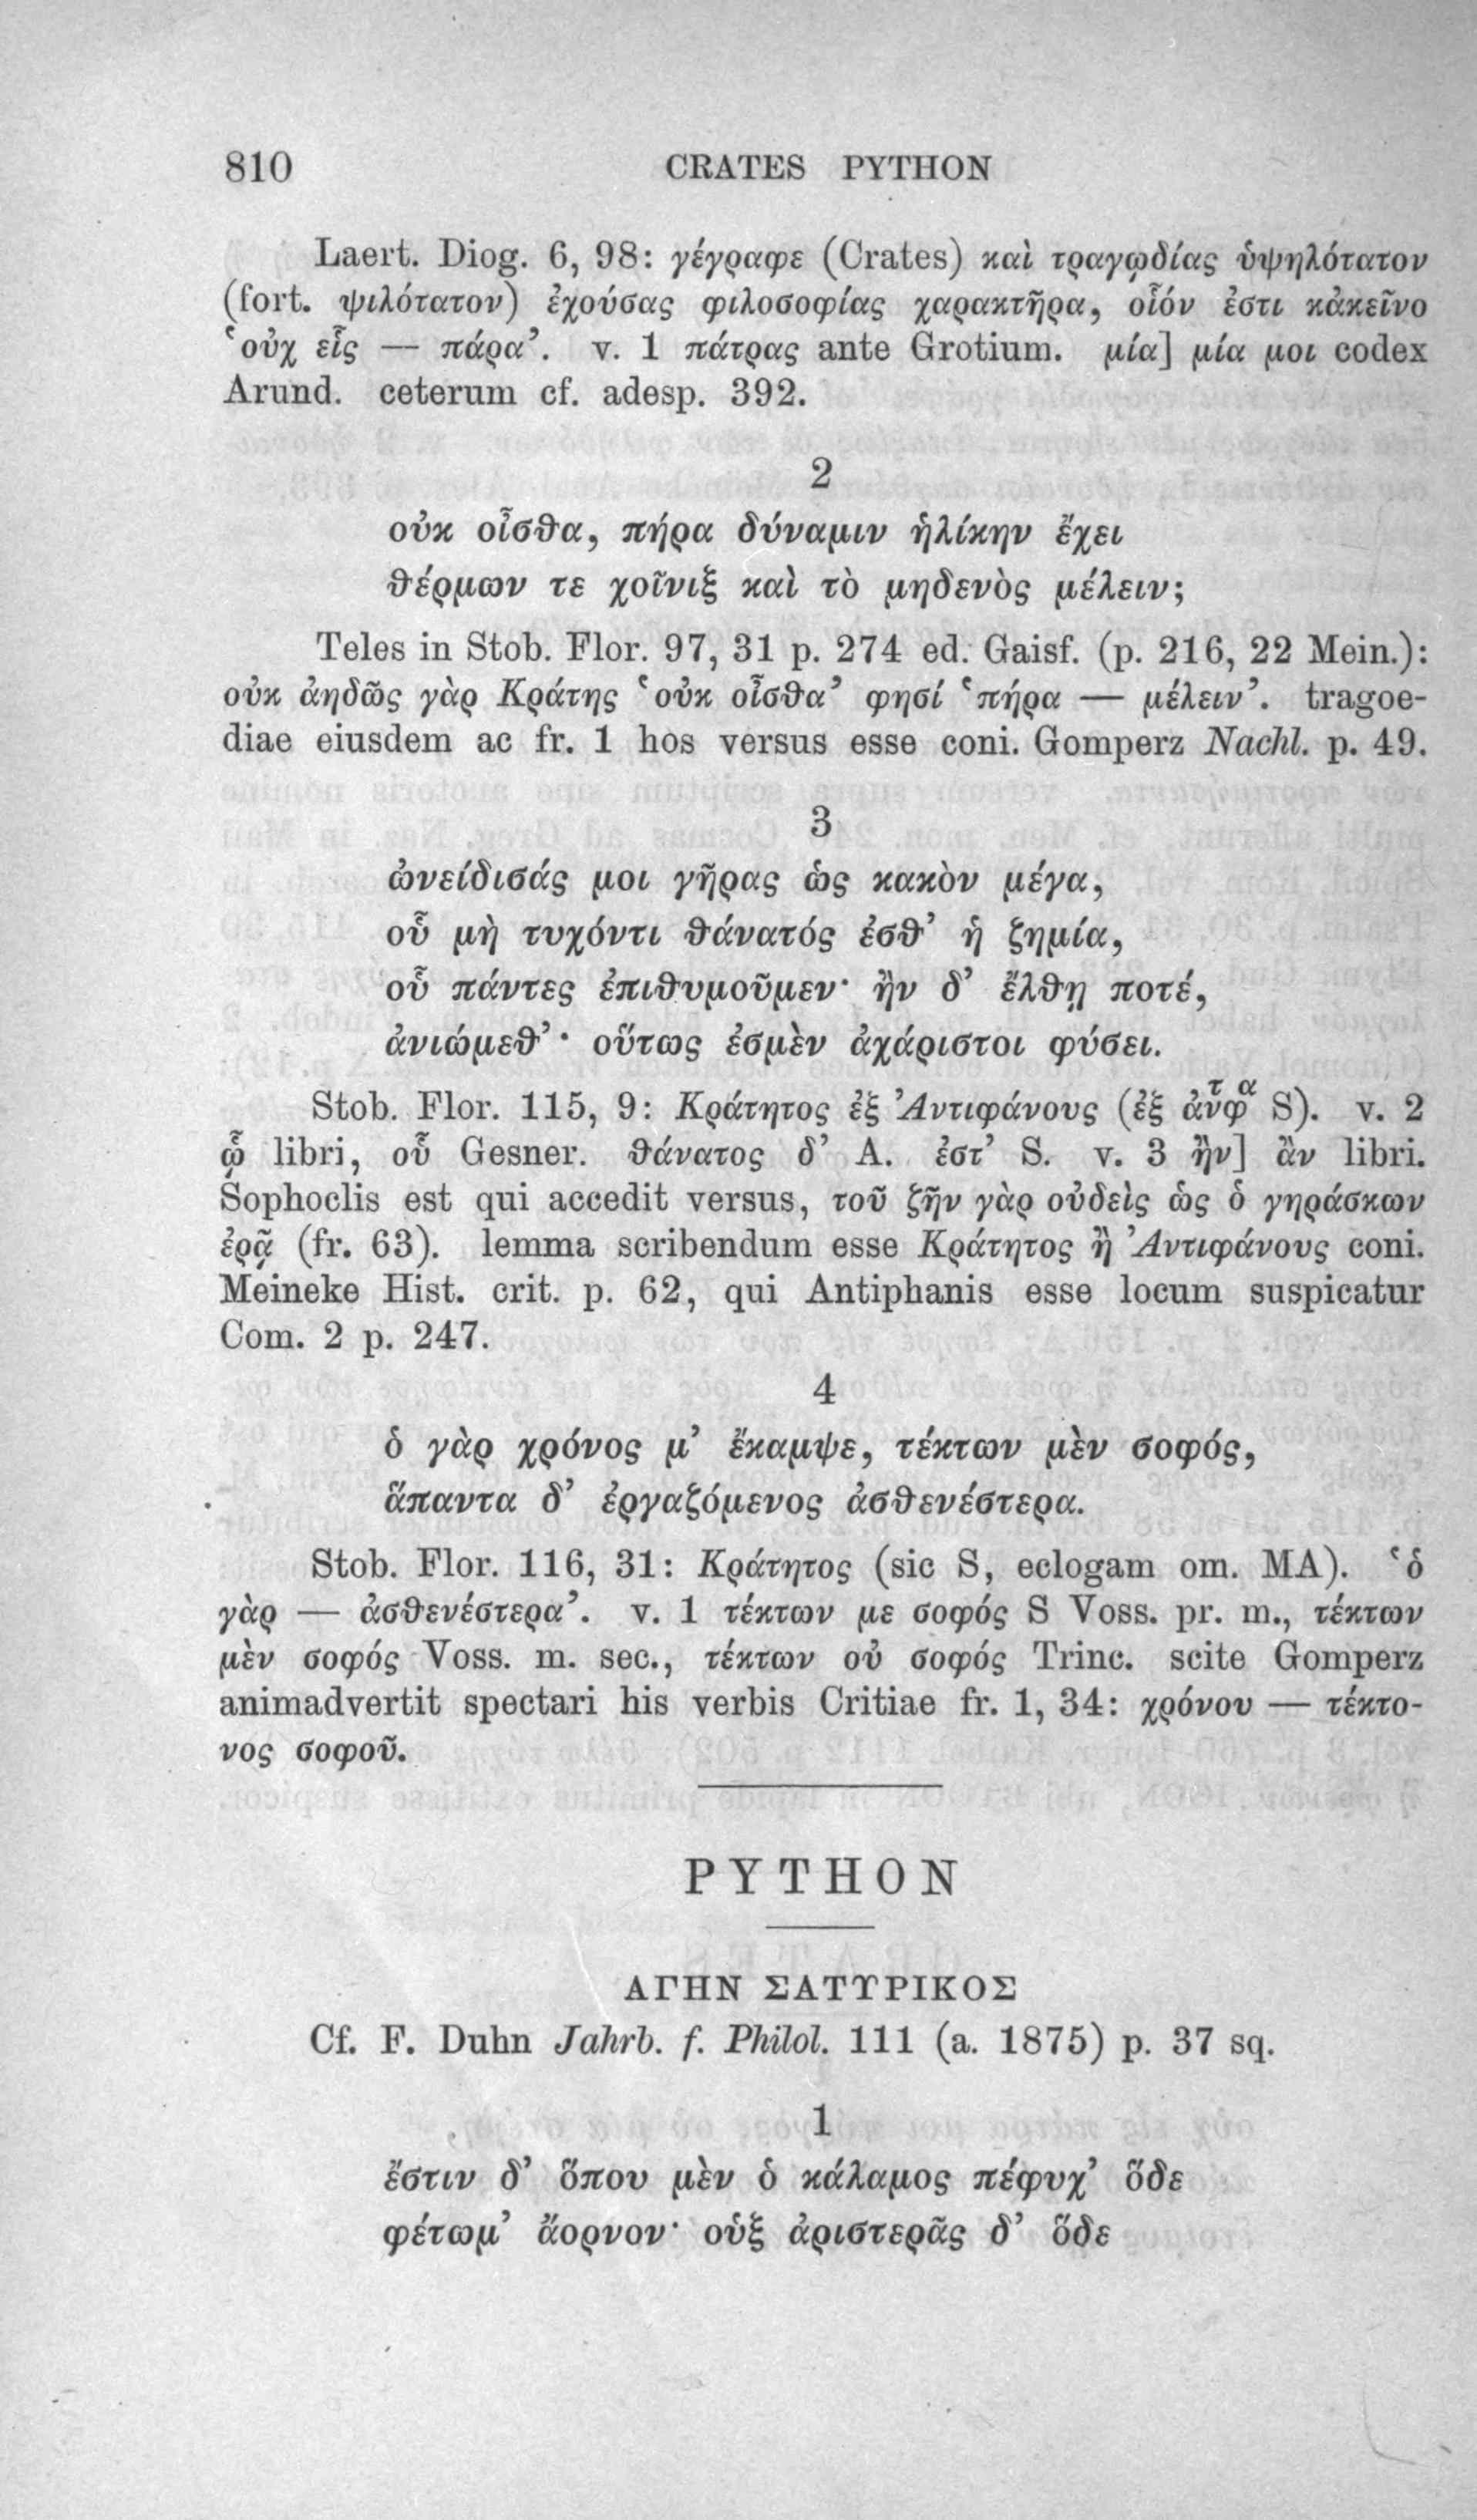 810 CRATES PYTHON
Laert. Diog. 6, 98: γέγραφε (Crates) καὶ τραγῳδίας ὑψηλότατον
(fort. ψιλότατον) ἐχούσας φιλοσοφίας χαρακτῆρα, οἷόν ἐστι κἀκεῖνο
‘οὐχ εἷς — πάρα’. v. 1 πάτρας ante Grotium. μία] μία μοι codex
Arund. ceterum cf. adesp. 392.
2
οὐκ οἶσθα, πήρα δύναμιν ἡλίκην ἔχει
θέρμων τε χοῖνιξ καὶ τὸ μηδενὸς μέλειν;
Teles in Stob. Flor. 97, 31 p. 274 ed. Gaisf. (p. 216, 22 Mein.):
οὐκ ἀηδῶς γὰρ Κράτης ‘οὐκ οἶσθα’ φησί ‘πήρα — μέλειν’. tragoe-
diae eiusdem ac fr. 1 hos versus esse coni. Gomperz Nachl. p. 49.
3
ὠνείδισάς μοι γῆρας ὡς κακὸν μέγα,
οὗ μὴ τυχόντι θάνατός ἐσθ’ ἡ ζημία,
οὗ πάντες ἐπιθυμοῦμεν· ἢν δ’ ἔλθῃ ποτέ,
ἀνιώμεθ’· οὕτως ἐσμὲν ἀχάριστοι φύσει.
Stob. Flor. 115, 9: Κράτητος ἐξ Ἀντιφάνους (ἐξ ἀντφα S). v. 2
ᾧ libri, οὗ Gesner. θάνατος δ’ A. ἐστ’ S. v. 3 ἢν] ἂν libri.
Sophoclis est qui accedit versus, τοῦ ζῆν γὰρ οὐδεὶς ὡς ὁ γηράσκων
ἐρᾷ (fr. 63). lemma scribendum esse Κράτητος ἢ Ἀντιφάνους coni.
Meineke Hist. crit. p. 62, qui Antiphanis esse locum suspicatur
Com. 2 p. 247.
4
ὁ γὰρ χρόνος μ’ ἔκαμψε, τέκτων μὲν σοφός,
ἅπαντα δ’ ἐργαζόμενος ἀσθενέστερα.
Stob. Flor. 116, 31: Κράτητος (sic S, eclogam om. MA). ‘ὁ
γὰρ — ἀσθενέστερα’. v. 1 τέκτων με σοφός S Voss. pr. m., τέκτων
μὲν σοφός Voss. m. sec., τέκτων οὐ σοφός Trinc. scite Gomperz
animadvertit spectari his verbis Critiae fr. 1, 34: χρόνου — τέκτο-
νος σοφοῦ.
PYTHON
ΑΓΗΝ ΣΑΤΥΡΙΚΟΣ
Cf. F. Duhn Jahrb. f. Philol. 111 (a. 1875) p. 37 sq.
1
ἔστιν δ’ ὅπου μὲν ὁ κάλαμος πέφυχ’ ὅδε
φέτωμ’ ἄορνον· οὑξ ἀριστερᾶς δ’ ὅδε